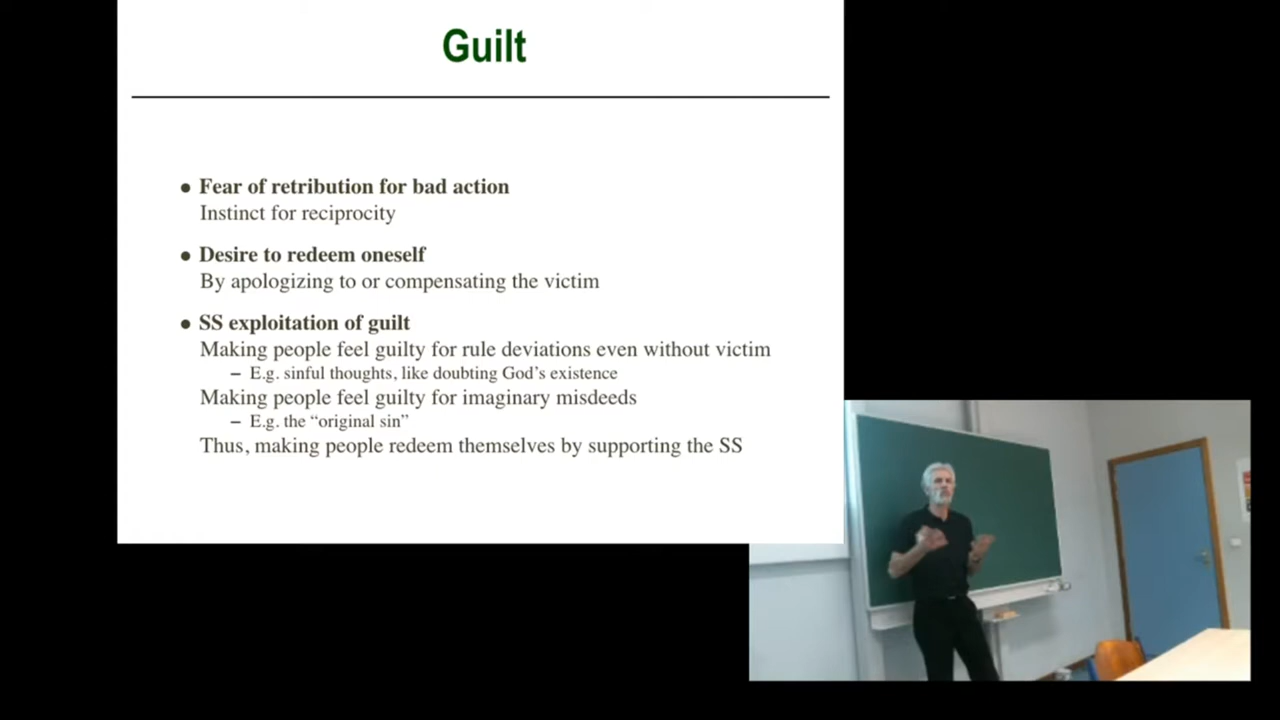 Guilt
● Fear of retribution for bad action
Instinct for reciprocity
● Desire to redeem oneself
By apologizing to or compensating the victim
● SS exploitation of guilt
Making people feel guilty for rule deviations even without victim
– E.g. sinful thoughts, like doubting God’s existence
Making people feel guilty for imaginary misdeeds
– E.g. the “original sin”
Thus, making people redeem themselves by supporting the SS